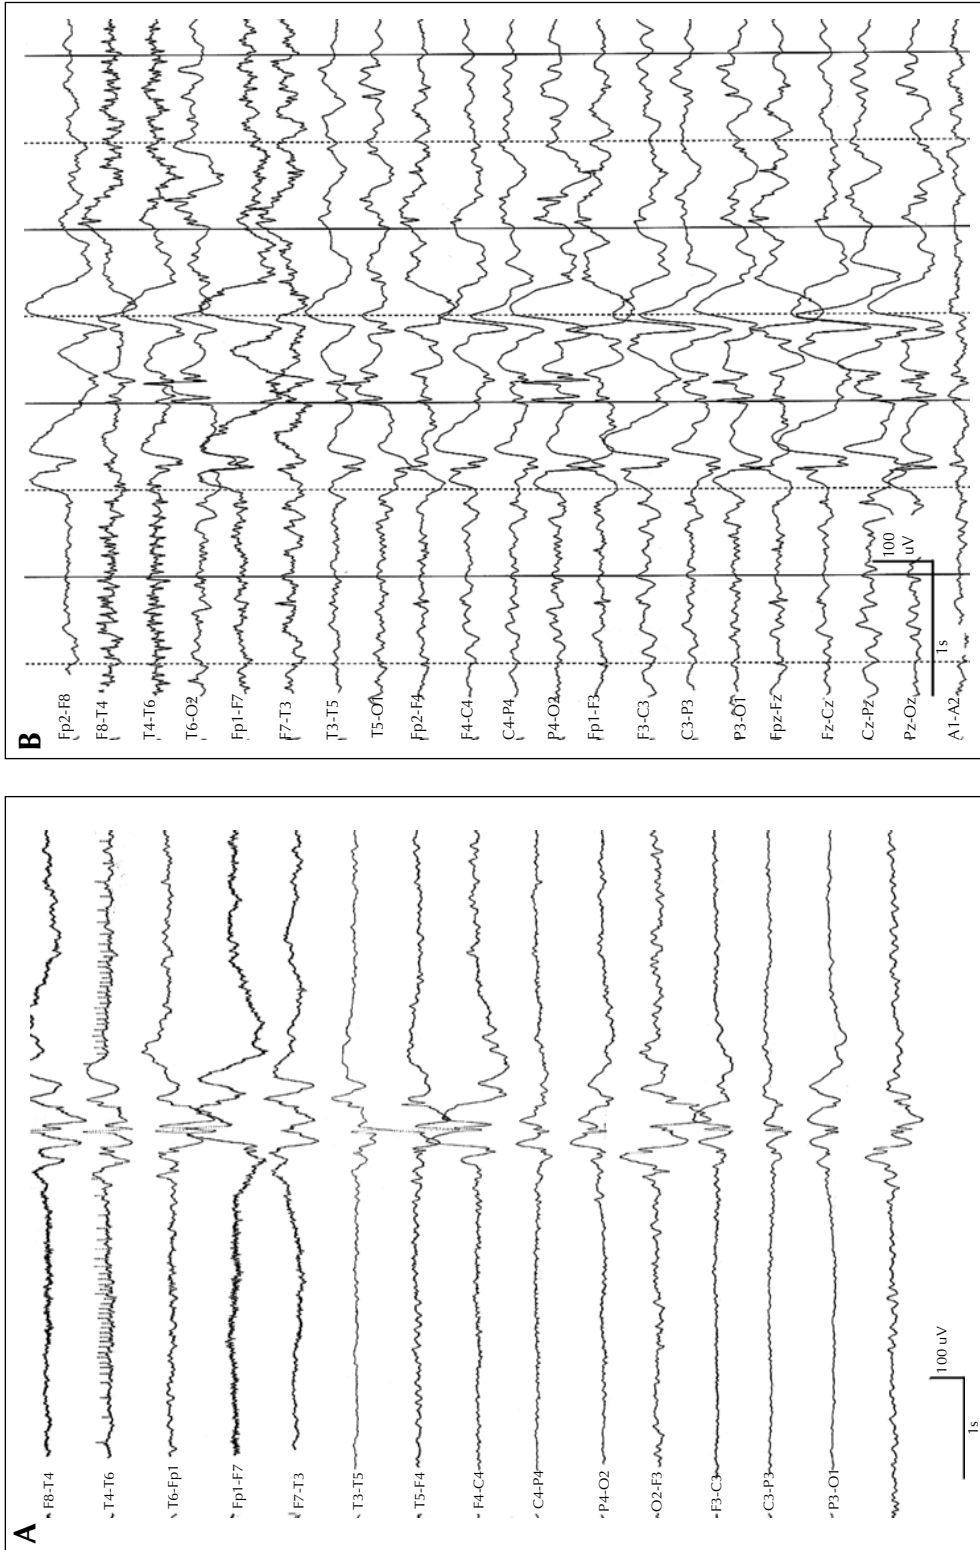 A
F8-T4
T4-T6
T6-Fp1
Fp1-F7
F7-T3
T3-T5
T5-F4
F4-C4
C4-P4
P4-O2
O2-F3
F3-C3
C3-P3
P3-O1
100 uV
1s
B
Fp2-F8
F8-T4
T4-T6
T6-O2
Fp1-F7
F7-T3
T3-T5
T5-O1
Fp2-F4
F4-C4
C4-P4
P4-O2
Fp1-F3
F3-C3
C3-P3
P3-O1
Fpz-Fz
Fz-Cz
Cz-Pz
Pz-Oz
A1-A2
100
uV
1s